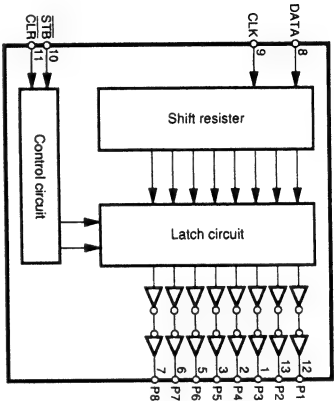 DATA
8
CLK
9
STB
10
CLR
11
Shift resister
Control circuit
Latch circuit
12
P1
13
P2
1
P3
2
P4
3
P5
5
P6
6
P7
7
P8